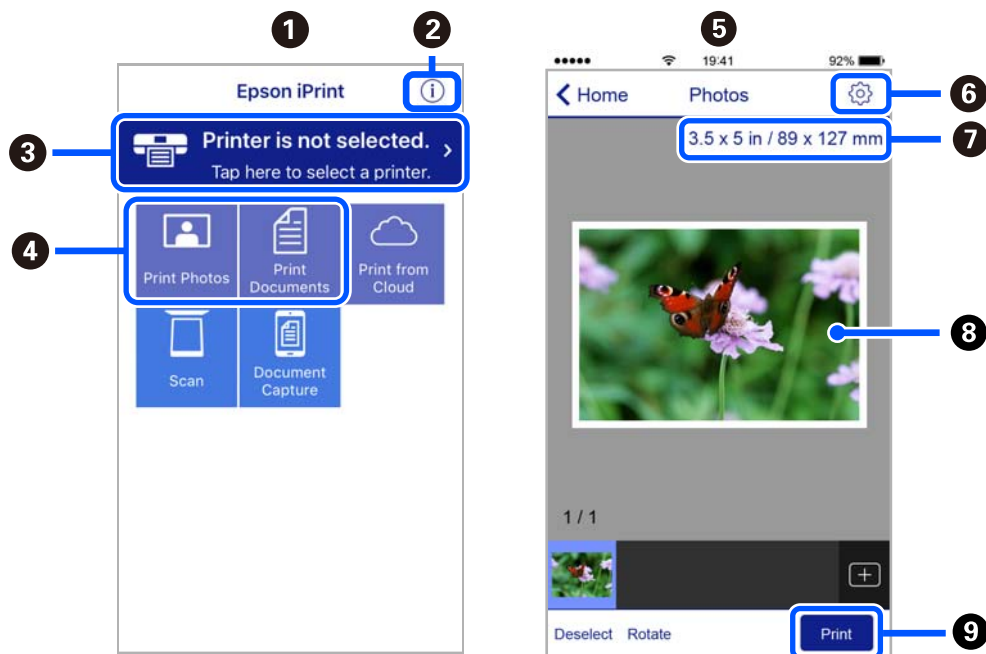 1
2
Epson iPrint
i
3
Printer is not selected.
Tap here to select a printer.
4
Print Photos
Print
Documents
Print from
Cloud
Scan
Document
Capture
5
19:41
92%
Home
Photos
6
3.5 x 5 in / 89 x 127 mm
7
8
1 / 1
Deselect
Rotate
Print
9